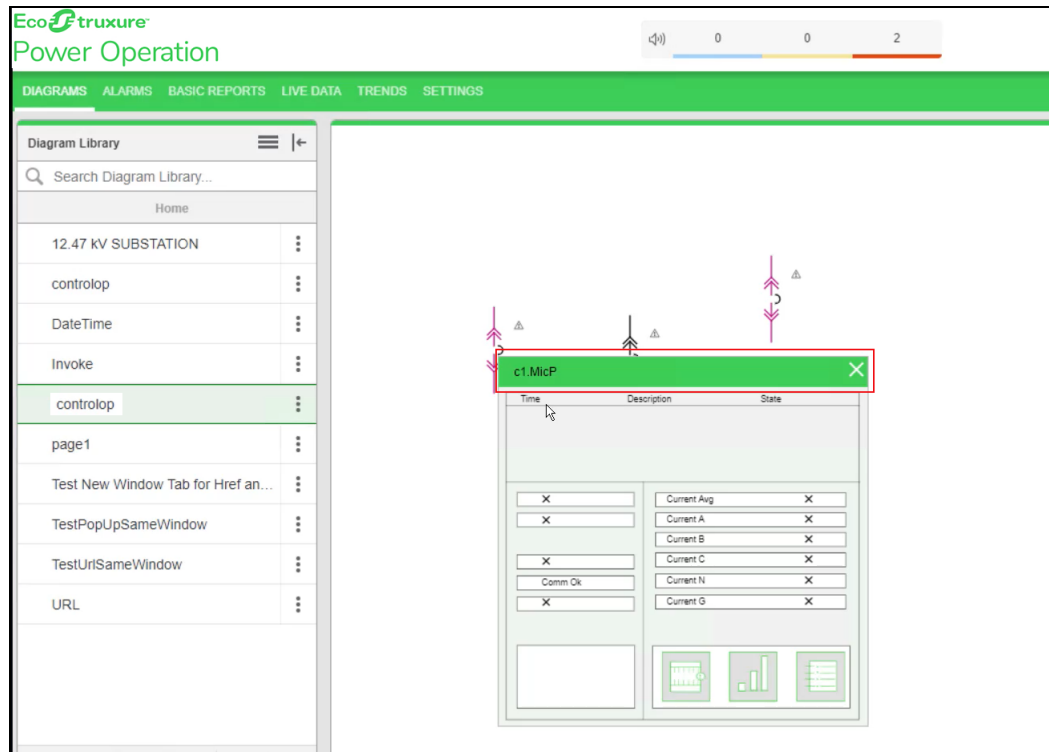 EcoStruxure™
Power Operation
0 0 2
DIAGRAMS ALARMS BASIC REPORTS LIVE DATA TRENDS SETTINGS
Diagram Library
Search Diagram Library...
Home
12.47 kV SUBSTATION
controlop
DateTime
Invoke
controlop
page1
Test New Window Tab for Href an...
TestPopUpSameWindow
TestUrlSameWindow
URL
c1.MicP
Time Description State
Current Avg
Current A
Current B
Current C
Comm Ok
Current N
Current G